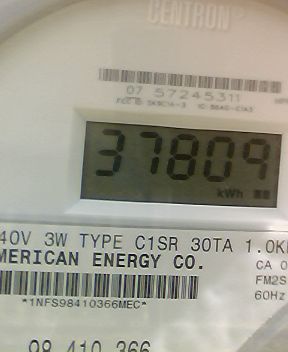 CENTRON®
07 57245311
37809
kWh
40V 3W TYPE C1SR 30TA 1.0K
MERICAN ENERGY CO.
CA 0
FM2S
60Hz
*1NFS98410366MEC*
98 410 366